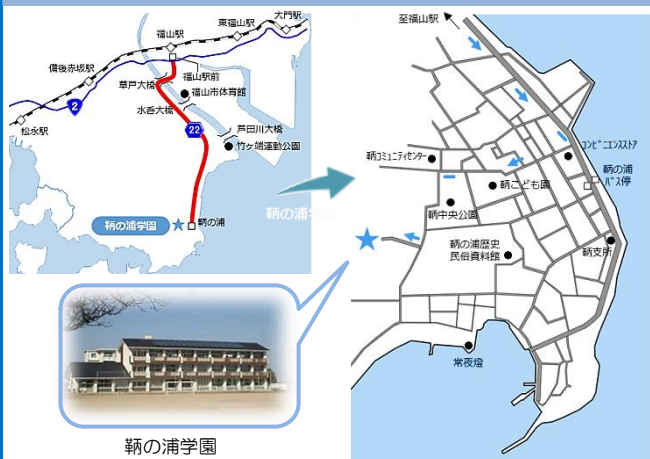 大門駅
東福山駅
福山駅
備後赤坂駅
福山駅前
草戸大橋
福山市体育館
水呑大橋
2
22
芦田川大橋
竹ヶ端運動公園
松永駅
鞆の浦学園
鞆の浦
鞆の浦
至福山駅
コンビニエンスストア
鞆コミュニティセンター
鞆の浦
バス停
鞆こども園
鞆中央公園
鞆の浦歴史
民俗資料館
鞆支所
常夜燈
鞆の浦学園